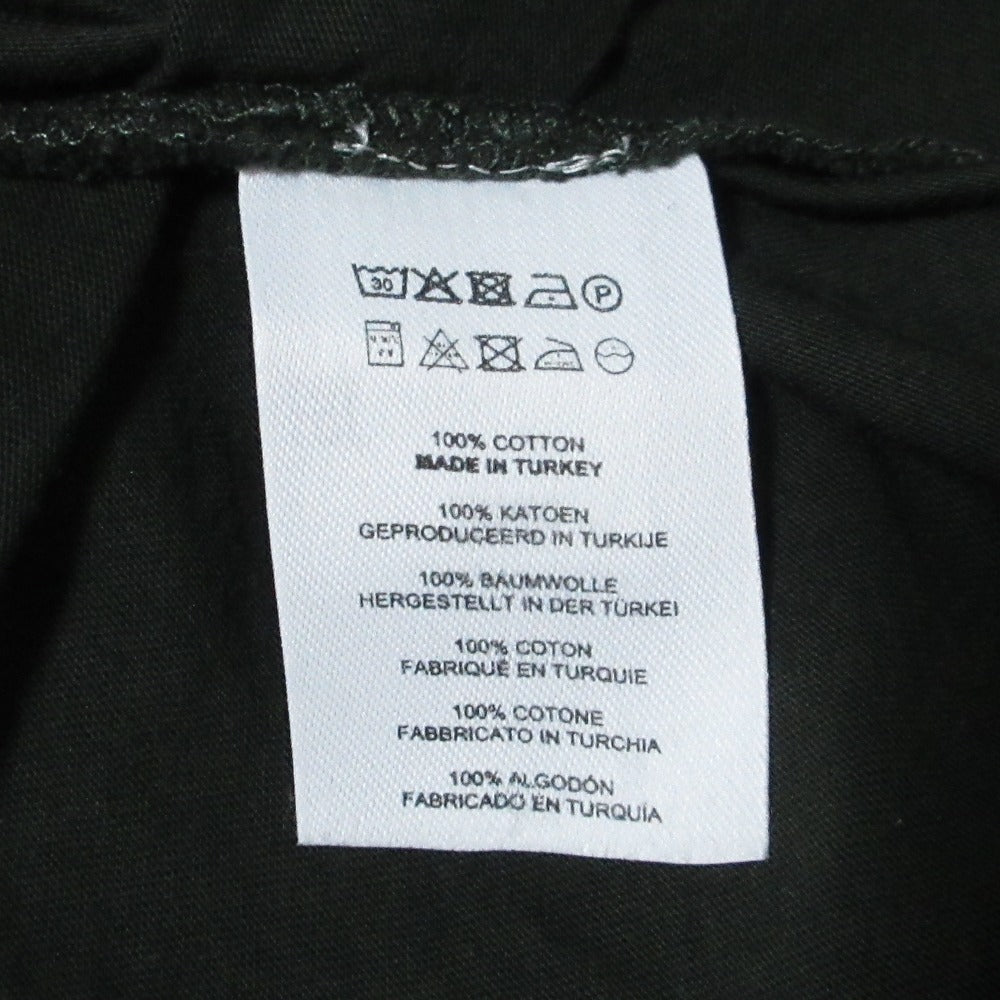 30 P
100% COTTON
MADE IN TURKEY
100% KATOEN
GEPRODUCEERD IN TURKIJE
100% BAUMWOLLE
HERGESTELLT IN DER TÜRKEI
100% COTON
FABRIQUÉ EN TURQUIE
100% COTONE
FABBRICATO IN TURCHIA
100% ALGODÓN
FABRICADO EN TURQUÍA